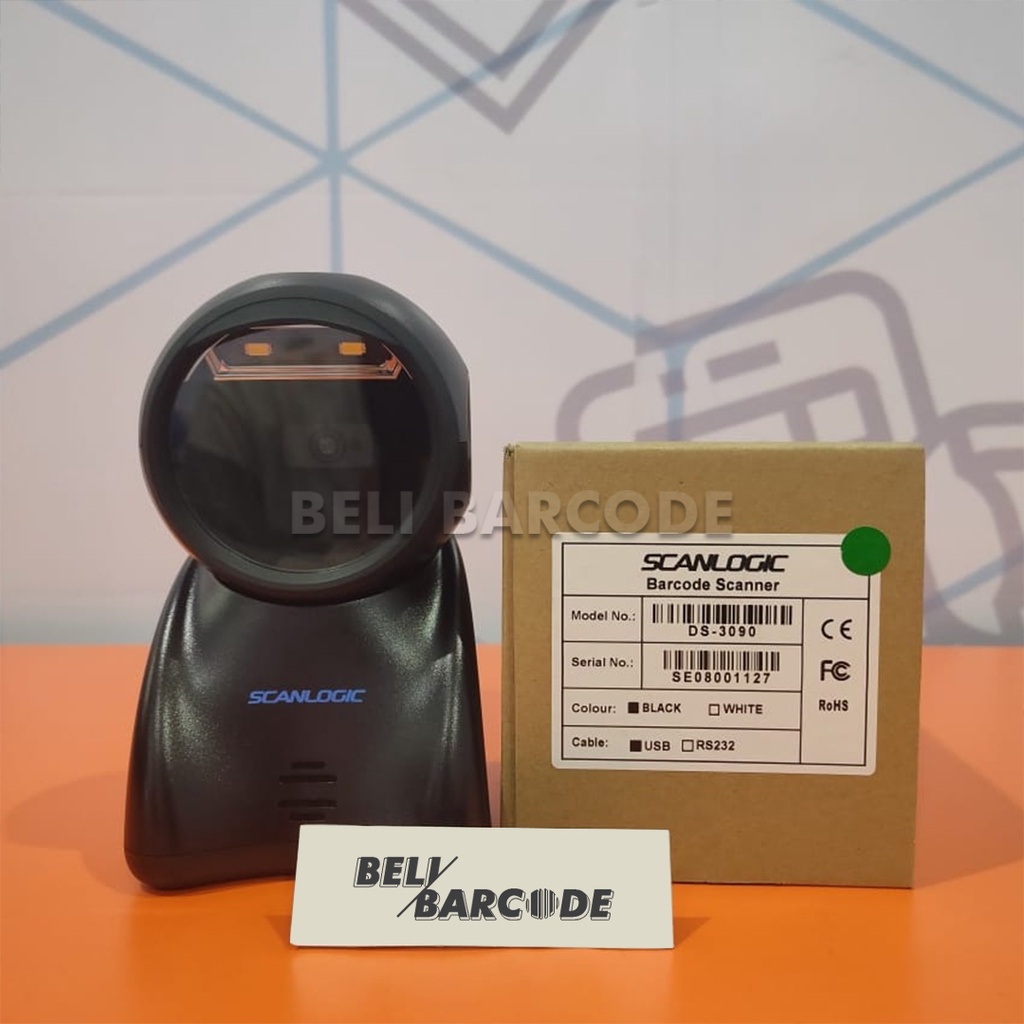 BELI BARCODE
SCANLOGIC
Barcode Scanner
Model No.:
DS-3090
Serial No.:
SE08001127
Colour: BLACK WHITE
Cable: USB RS232
CE
FC
RoHS
SCANLOGIC
BELI/
BARCODE